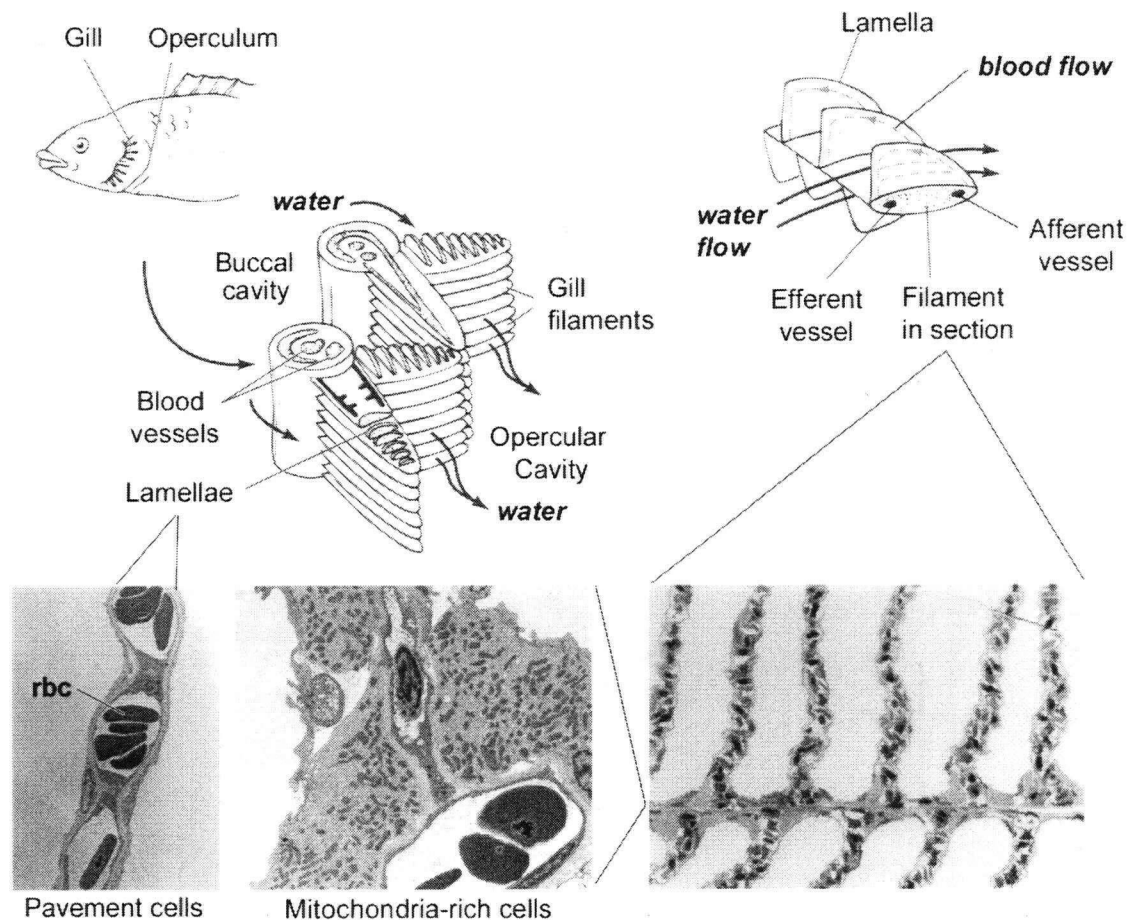 Gill
Operculum
Lamella
blood flow
water
Buccal
cavity
Gill
filaments
water
flow
Afferent
vessel
Efferent
vessel
Filament
in section
Blood
vessels
Opercular
Cavity
Lamellae
water
rbc
Pavement cells
Mitochondria-rich cells